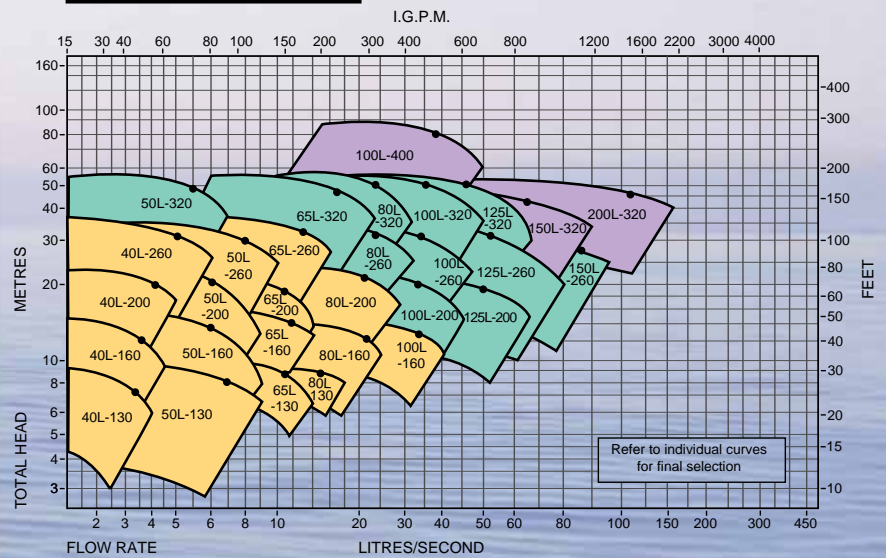 I.G.P.M.
15 30 40 60 80 100 150 200 300 400 600 800 1200 1600 2200 3000 4000
160
100
80
60
50
40
30
20
10
8
6
5
4
3
METRES
TOTAL HEAD
400
300
200
150
100
80
60
50
40
30
20
15
10
FEET
100L-400
50L-320
65L-320
80L
-320
100L-320
125L
-320
150L-320
200L-320
40L-260
50L
-260
65L-260
80L
-260
100L
-260
125L-260
150L
-260
40L-200
50L
-200
65L
-200
80L-200
100L-200
125L-200
40L-160
50L-160
65L
-160
80L-160
100L
-160
40L-130
50L-130
65L
-130
80L
-130
Refer to individual curves
for final selection
2 3 4 5 6 8 10 20 30 40 50 60 80 100 150 200 300 450
FLOW RATE LITRES/SECOND